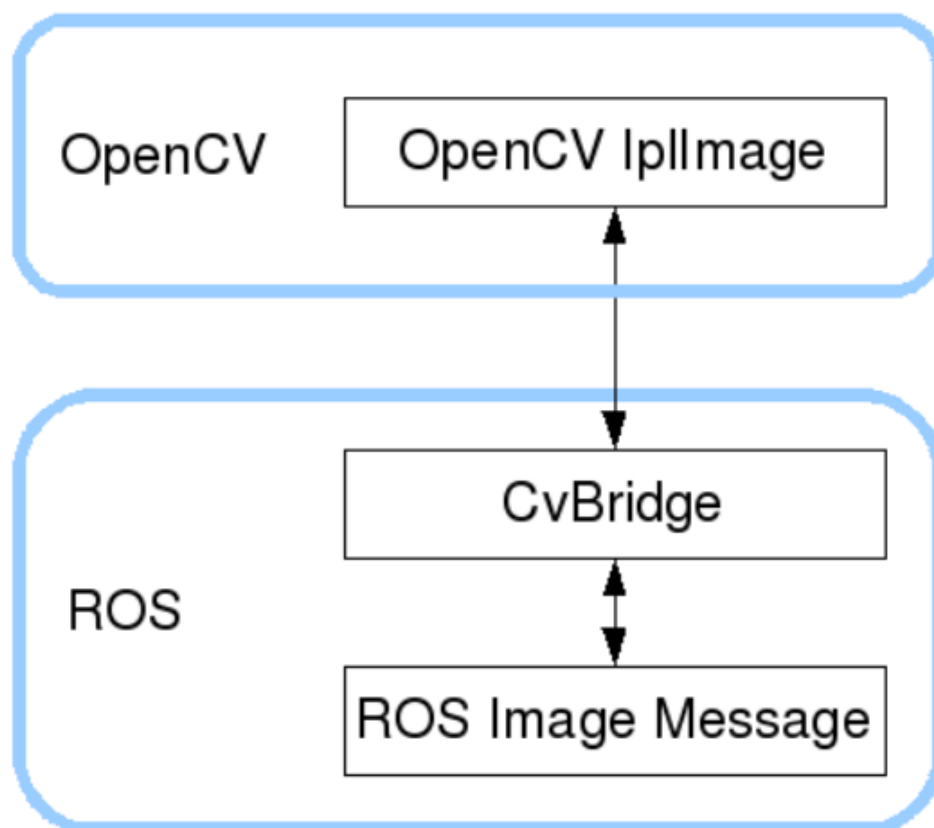 OpenCV
OpenCV IplImage
CvBridge
ROS
ROS Image Message